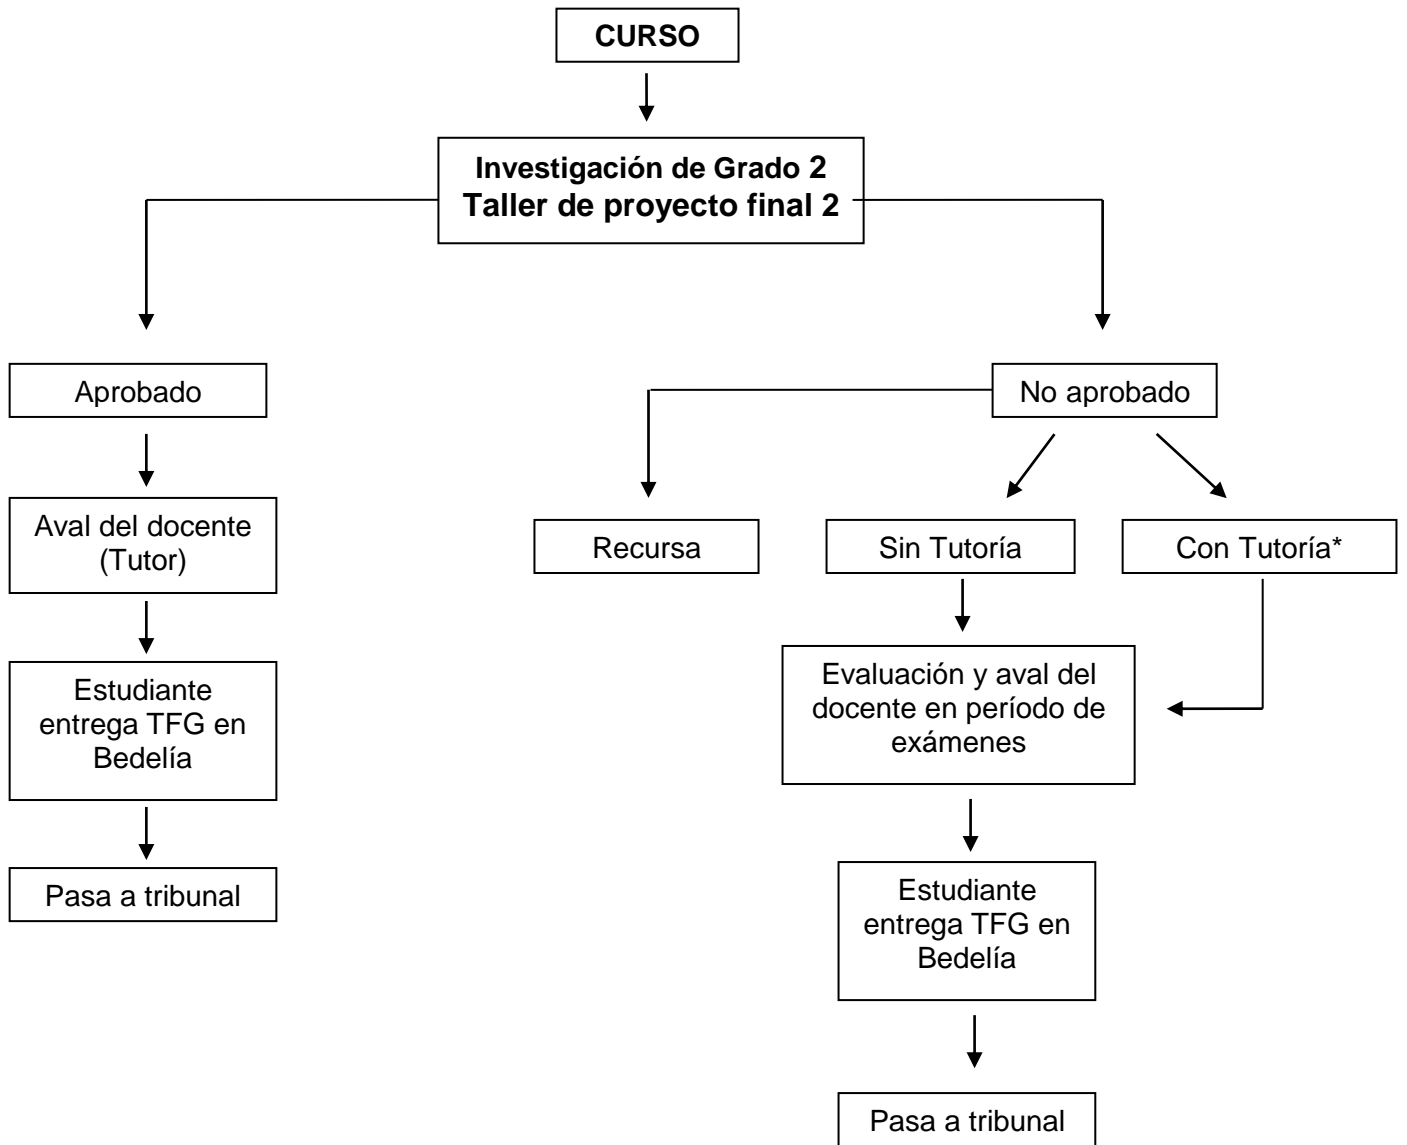 CURSO
Investigación de Grado 2
Taller de proyecto final 2
Aprobado
No aprobado
Aval del docente
(Tutor)
Recursa
Sin Tutoría
Con Tutoría*
Estudiante
entrega TFG en
Bedelía
Evaluación y aval del
docente en período de
exámenes
Pasa a tribunal
Estudiante
entrega TFG en
Bedelía
Pasa a tribunal